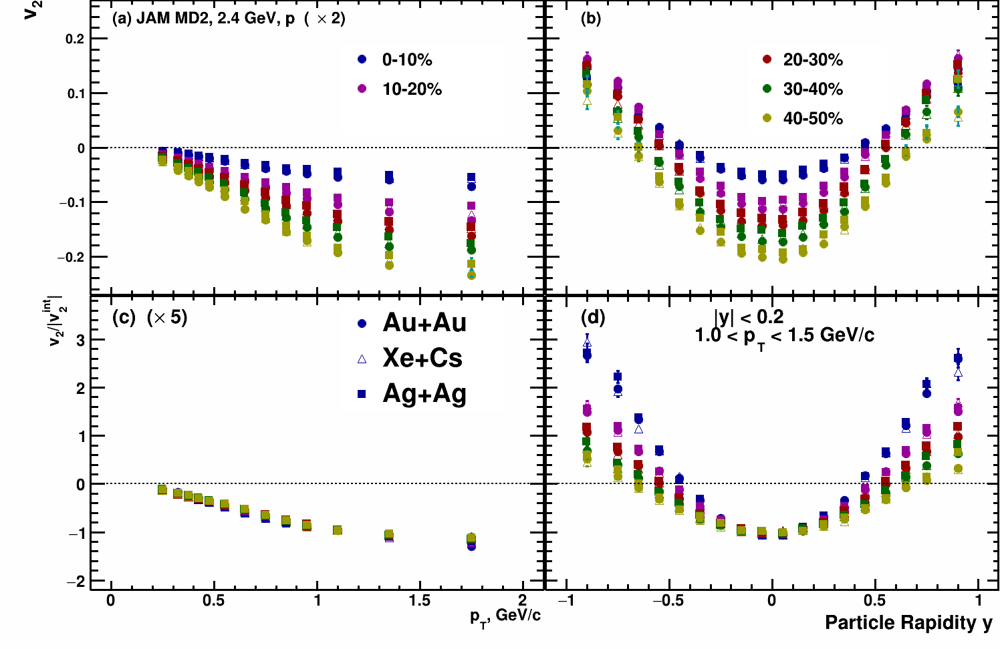 v2
(a) JAM MD2, 2.4 GeV, p ( × 2)
0-10%
10-20%
0.2
0.1
0
−0.1
−0.2
(b)
20-30%
30-40%
40-50%
v2/|v2^int|
(c) (× 5)
Au+Au
Xe+Cs
Ag+Ag
3
2
1
0
−1
−2
(d)
|y| < 0.2
1.0 < pT < 1.5 GeV/c
0 0.5 1 1.5 2
pT, GeV/c
−1 −0.5 0 0.5 1
Particle Rapidity y